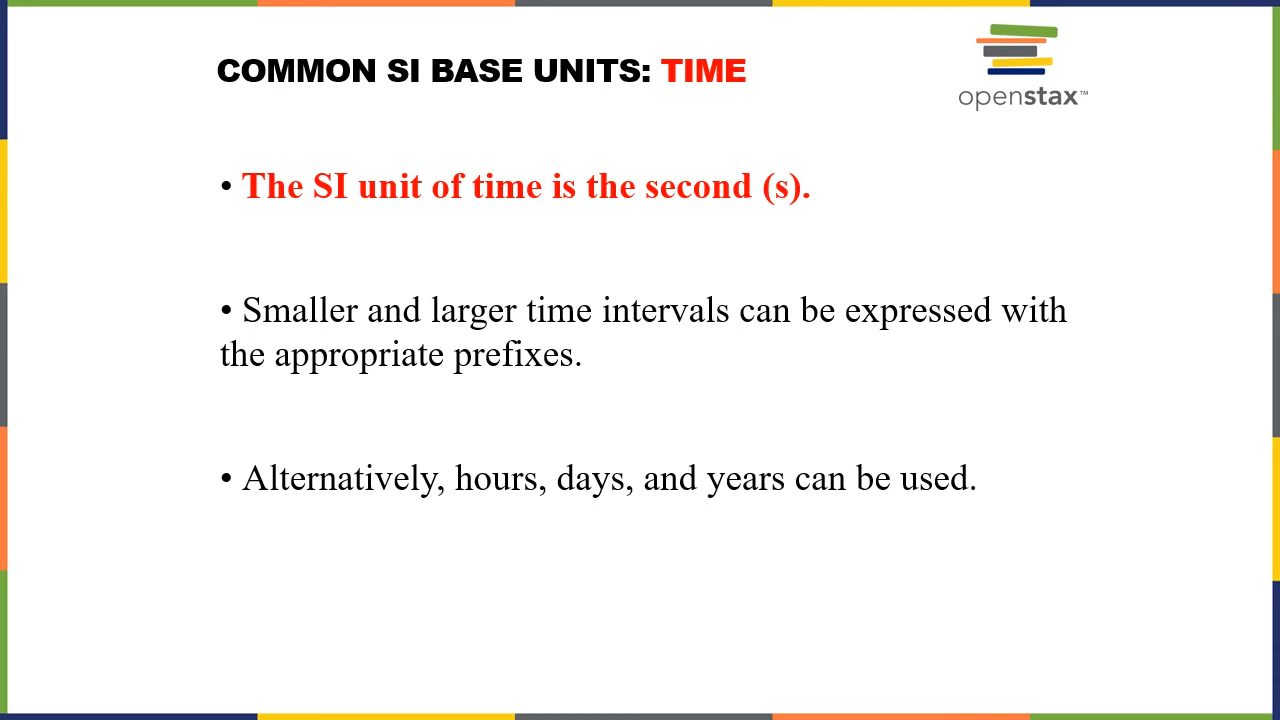 COMMON SI BASE UNITS: TIME
openstax™
• The SI unit of time is the second (s).
• Smaller and larger time intervals can be expressed with
the appropriate prefixes.
• Alternatively, hours, days, and years can be used.